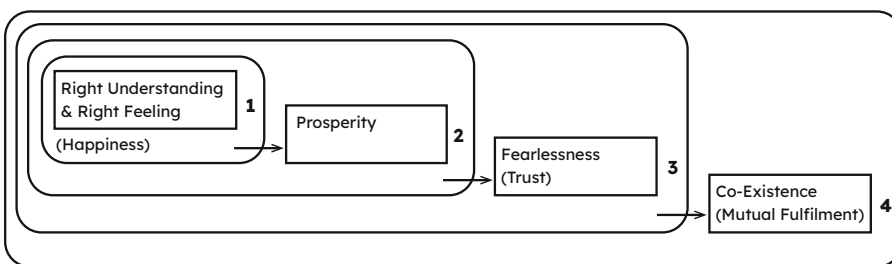 Right Understanding
& Right Feeling
1
(Happiness)
Prosperity
2
Fearlessness
(Trust)
3
Co-Existence
(Mutual Fulfilment)
4